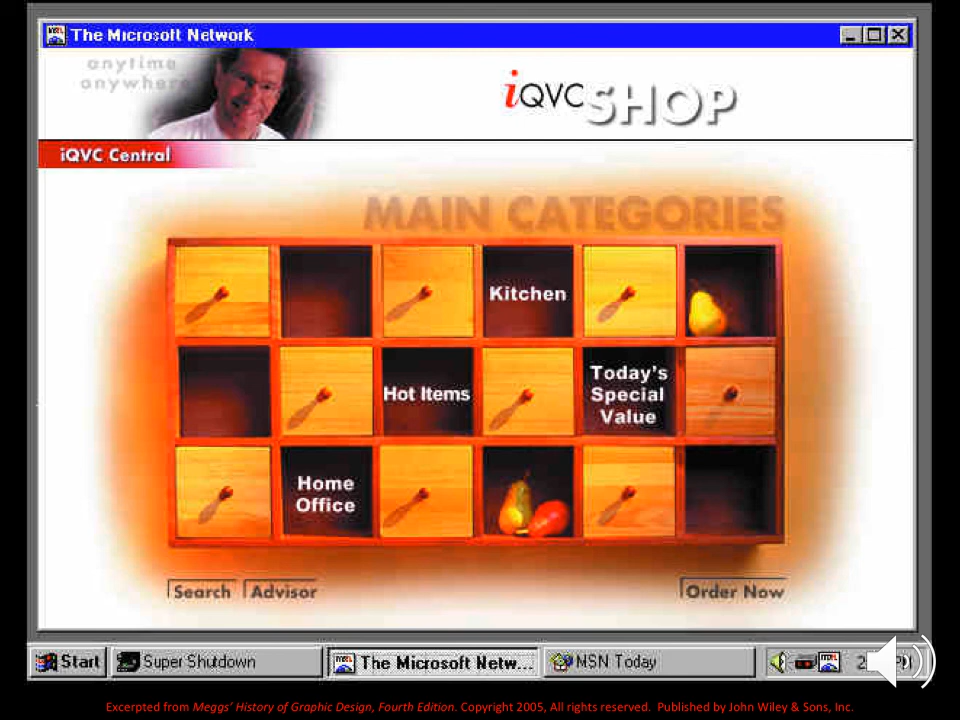 The Microsoft Network
anytime
anywhere
iQVC SHOP
iQVC Central
MAIN CATEGORIES
Kitchen
Hot Items
Today's
Special
Value
Home
Office
Search Advisor
Order Now
Start Super Shutdown The Microsoft Netw... MSN Today
Excerpted from Meggs' History of Graphic Design, Fourth Edition. Copyright 2005, All rights reserved. Published by John Wiley & Sons, Inc.